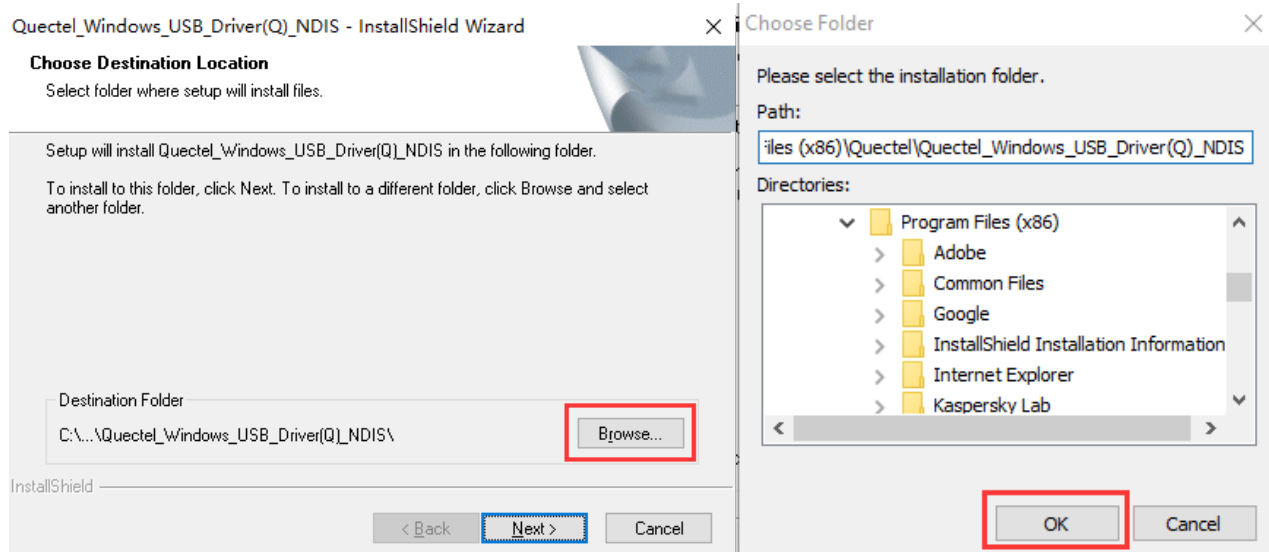 Quectel_Windows_USB_Driver(Q)_NDIS - InstallShield Wizard
Choose Destination Location
Select folder where setup will install files.
Setup will install Quectel_Windows_USB_Driver(Q)_NDIS in the following folder.
To install to this folder, click Next. To install to a different folder, click Browse and select
another folder.
Destination Folder
C:\...\Quectel_Windows_USB_Driver(Q)_NDIS\
Browse...
InstallShield
< Back
Next >
Cancel
Choose Folder
Please select the installation folder.
Path:
iles (x86)\Quectel\Quectel_Windows_USB_Driver(Q)_NDIS
Directories:
Program Files (x86)
Adobe
Common Files
Google
InstallShield Installation Information
Internet Explorer
Kaspersky Lab
OK
Cancel